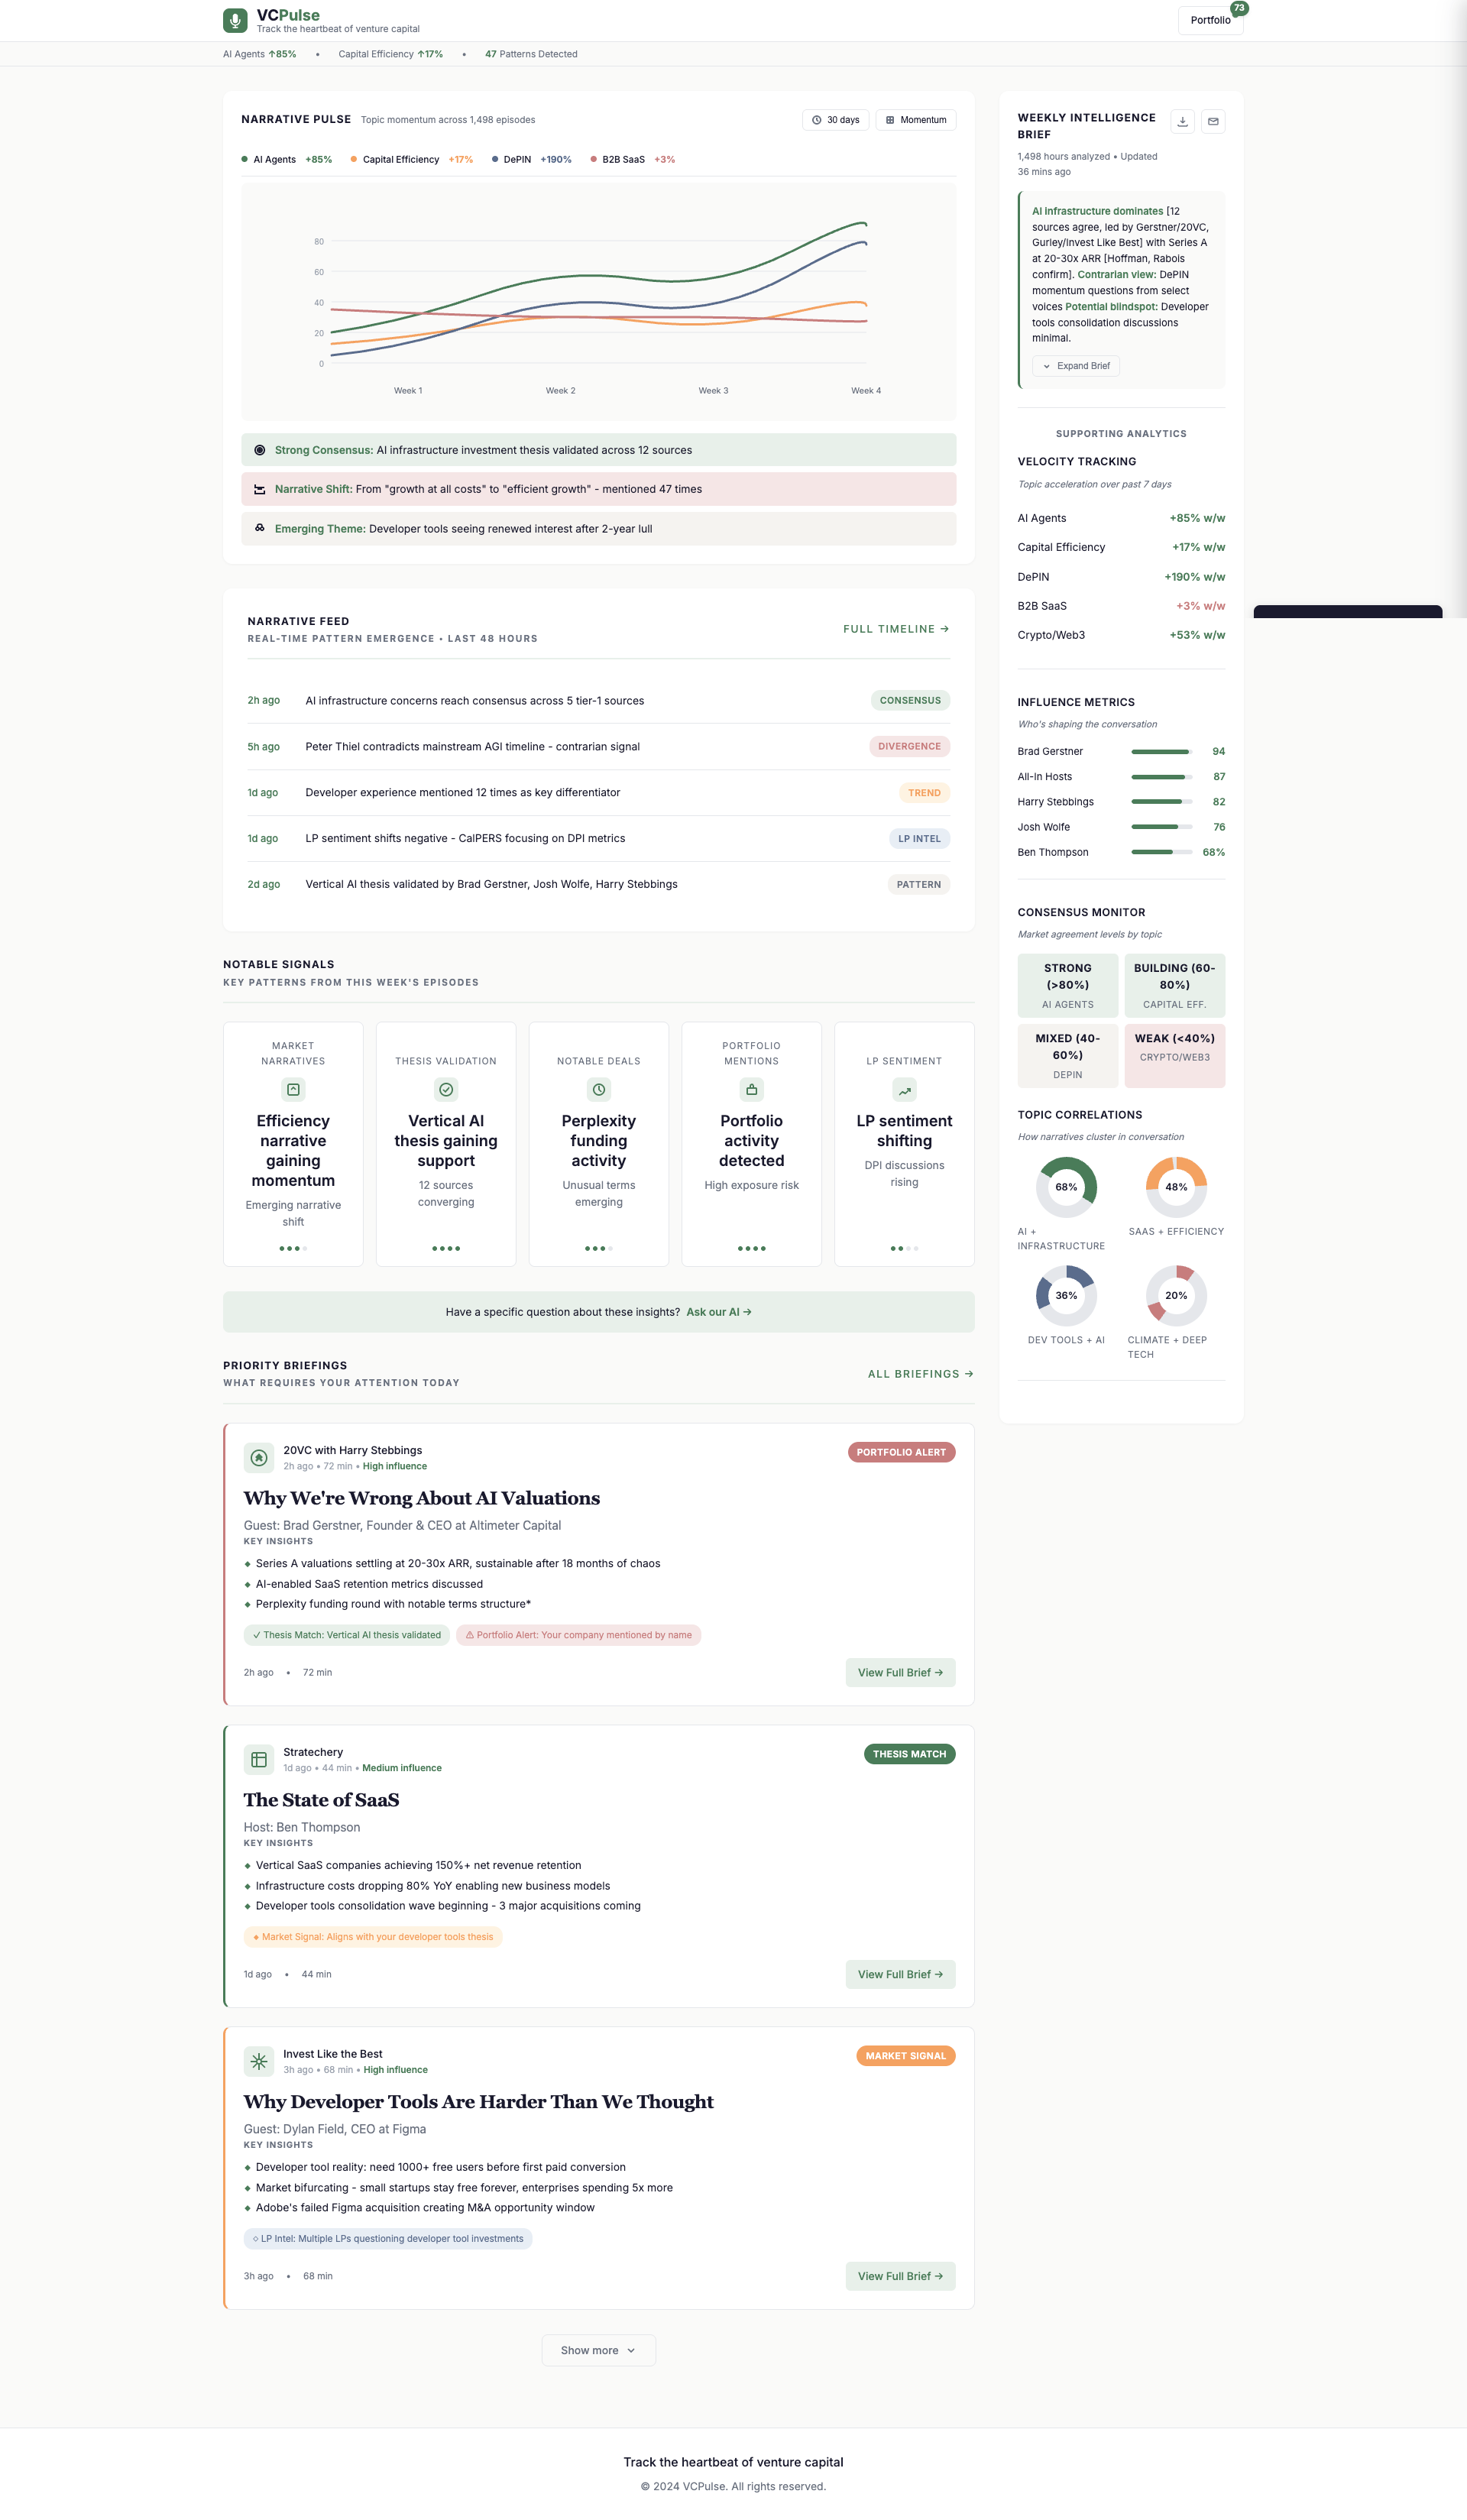 VCPulse
Track the heartbeat of venture capital
Portfolio
73
AI Agents ↑85% • Capital Efficiency ↑17% • 47 Patterns Detected
NARRATIVE PULSE Topic momentum across 1,498 episodes
30 days
Momentum
AI Agents +85%
Capital Efficiency +17%
DePIN +190%
B2B SaaS +3%
80
60
40
20
0
Week 1
Week 2
Week 3
Week 4
Strong Consensus: AI infrastructure investment thesis validated across 12 sources
Narrative Shift: From "growth at all costs" to "efficient growth" - mentioned 47 times
Emerging Theme: Developer tools seeing renewed interest after 2-year lull
NARRATIVE FEED
REAL-TIME PATTERN EMERGENCE • LAST 48 HOURS
FULL TIMELINE →
2h ago AI infrastructure concerns reach consensus across 5 tier-1 sources CONSENSUS
5h ago Peter Thiel contradicts mainstream AGI timeline - contrarian signal DIVERGENCE
1d ago Developer experience mentioned 12 times as key differentiator TREND
1d ago LP sentiment shifts negative - CalPERS focusing on DPI metrics LP INTEL
2d ago Vertical AI thesis validated by Brad Gerstner, Josh Wolfe, Harry Stebbings PATTERN
NOTABLE SIGNALS
KEY PATTERNS FROM THIS WEEK'S EPISODES
MARKET
NARRATIVES
Efficiency
narrative
gaining
momentum
Emerging narrative
shift
THESIS VALIDATION
Vertical AI
thesis gaining
support
12 sources
converging
NOTABLE DEALS
Perplexity
funding
activity
Unusual terms
emerging
PORTFOLIO
MENTIONS
Portfolio
activity
detected
High exposure risk
LP SENTIMENT
LP sentiment
shifting
DPI discussions
rising
Have a specific question about these insights? Ask our AI →
PRIORITY BRIEFINGS
WHAT REQUIRES YOUR ATTENTION TODAY
ALL BRIEFINGS →
20VC with Harry Stebbings
2h ago • 72 min • High influence
PORTFOLIO ALERT
Why We're Wrong About AI Valuations
Guest: Brad Gerstner, Founder & CEO at Altimeter Capital
KEY INSIGHTS
◆ Series A valuations settling at 20-30x ARR, sustainable after 18 months of chaos
◆ AI-enabled SaaS retention metrics discussed
◆ Perplexity funding round with notable terms structure*
✓ Thesis Match: Vertical AI thesis validated
⚠ Portfolio Alert: Your company mentioned by name
2h ago • 72 min
View Full Brief →
Stratechery
1d ago • 44 min • Medium influence
THESIS MATCH
The State of SaaS
Host: Ben Thompson
KEY INSIGHTS
◆ Vertical SaaS companies achieving 150%+ net revenue retention
◆ Infrastructure costs dropping 80% YoY enabling new business models
◆ Developer tools consolidation wave beginning - 3 major acquisitions coming
◆ Market Signal: Aligns with your developer tools thesis
1d ago • 44 min
View Full Brief →
Invest Like the Best
3h ago • 68 min • High influence
MARKET SIGNAL
Why Developer Tools Are Harder Than We Thought
Guest: Dylan Field, CEO at Figma
KEY INSIGHTS
◆ Developer tool reality: need 1000+ free users before first paid conversion
◆ Market bifurcating - small startups stay free forever, enterprises spending 5x more
◆ Adobe's failed Figma acquisition creating M&A opportunity window
◇ LP Intel: Multiple LPs questioning developer tool investments
3h ago • 68 min
View Full Brief →
Show more
WEEKLY INTELLIGENCE
BRIEF
1,498 hours analyzed • Updated
36 mins ago
AI infrastructure dominates [12
sources agree, led by Gerstner/20VC,
Gurley/Invest Like Best] with Series A
at 20-30x ARR [Hoffman, Rabois
confirm]. Contrarian view: DePIN
momentum questions from select
voices Potential blindspot: Developer
tools consolidation discussions
minimal.
Expand Brief
SUPPORTING ANALYTICS
VELOCITY TRACKING
Topic acceleration over past 7 days
AI Agents +85% w/w
Capital Efficiency +17% w/w
DePIN +190% w/w
B2B SaaS +3% w/w
Crypto/Web3 +53% w/w
INFLUENCE METRICS
Who's shaping the conversation
Brad Gerstner 94
All-In Hosts 87
Harry Stebbings 82
Josh Wolfe 76
Ben Thompson 68%
CONSENSUS MONITOR
Market agreement levels by topic
STRONG
(>80%)
AI AGENTS
BUILDING (60-
80%)
CAPITAL EFF.
MIXED (40-
60%)
DEPIN
WEAK (<40%)
CRYPTO/WEB3
TOPIC CORRELATIONS
How narratives cluster in conversation
68%
AI +
INFRASTRUCTURE
48%
SAAS + EFFICIENCY
36%
DEV TOOLS + AI
20%
CLIMATE + DEEP
TECH
Track the heartbeat of venture capital
© 2024 VCPulse. All rights reserved.